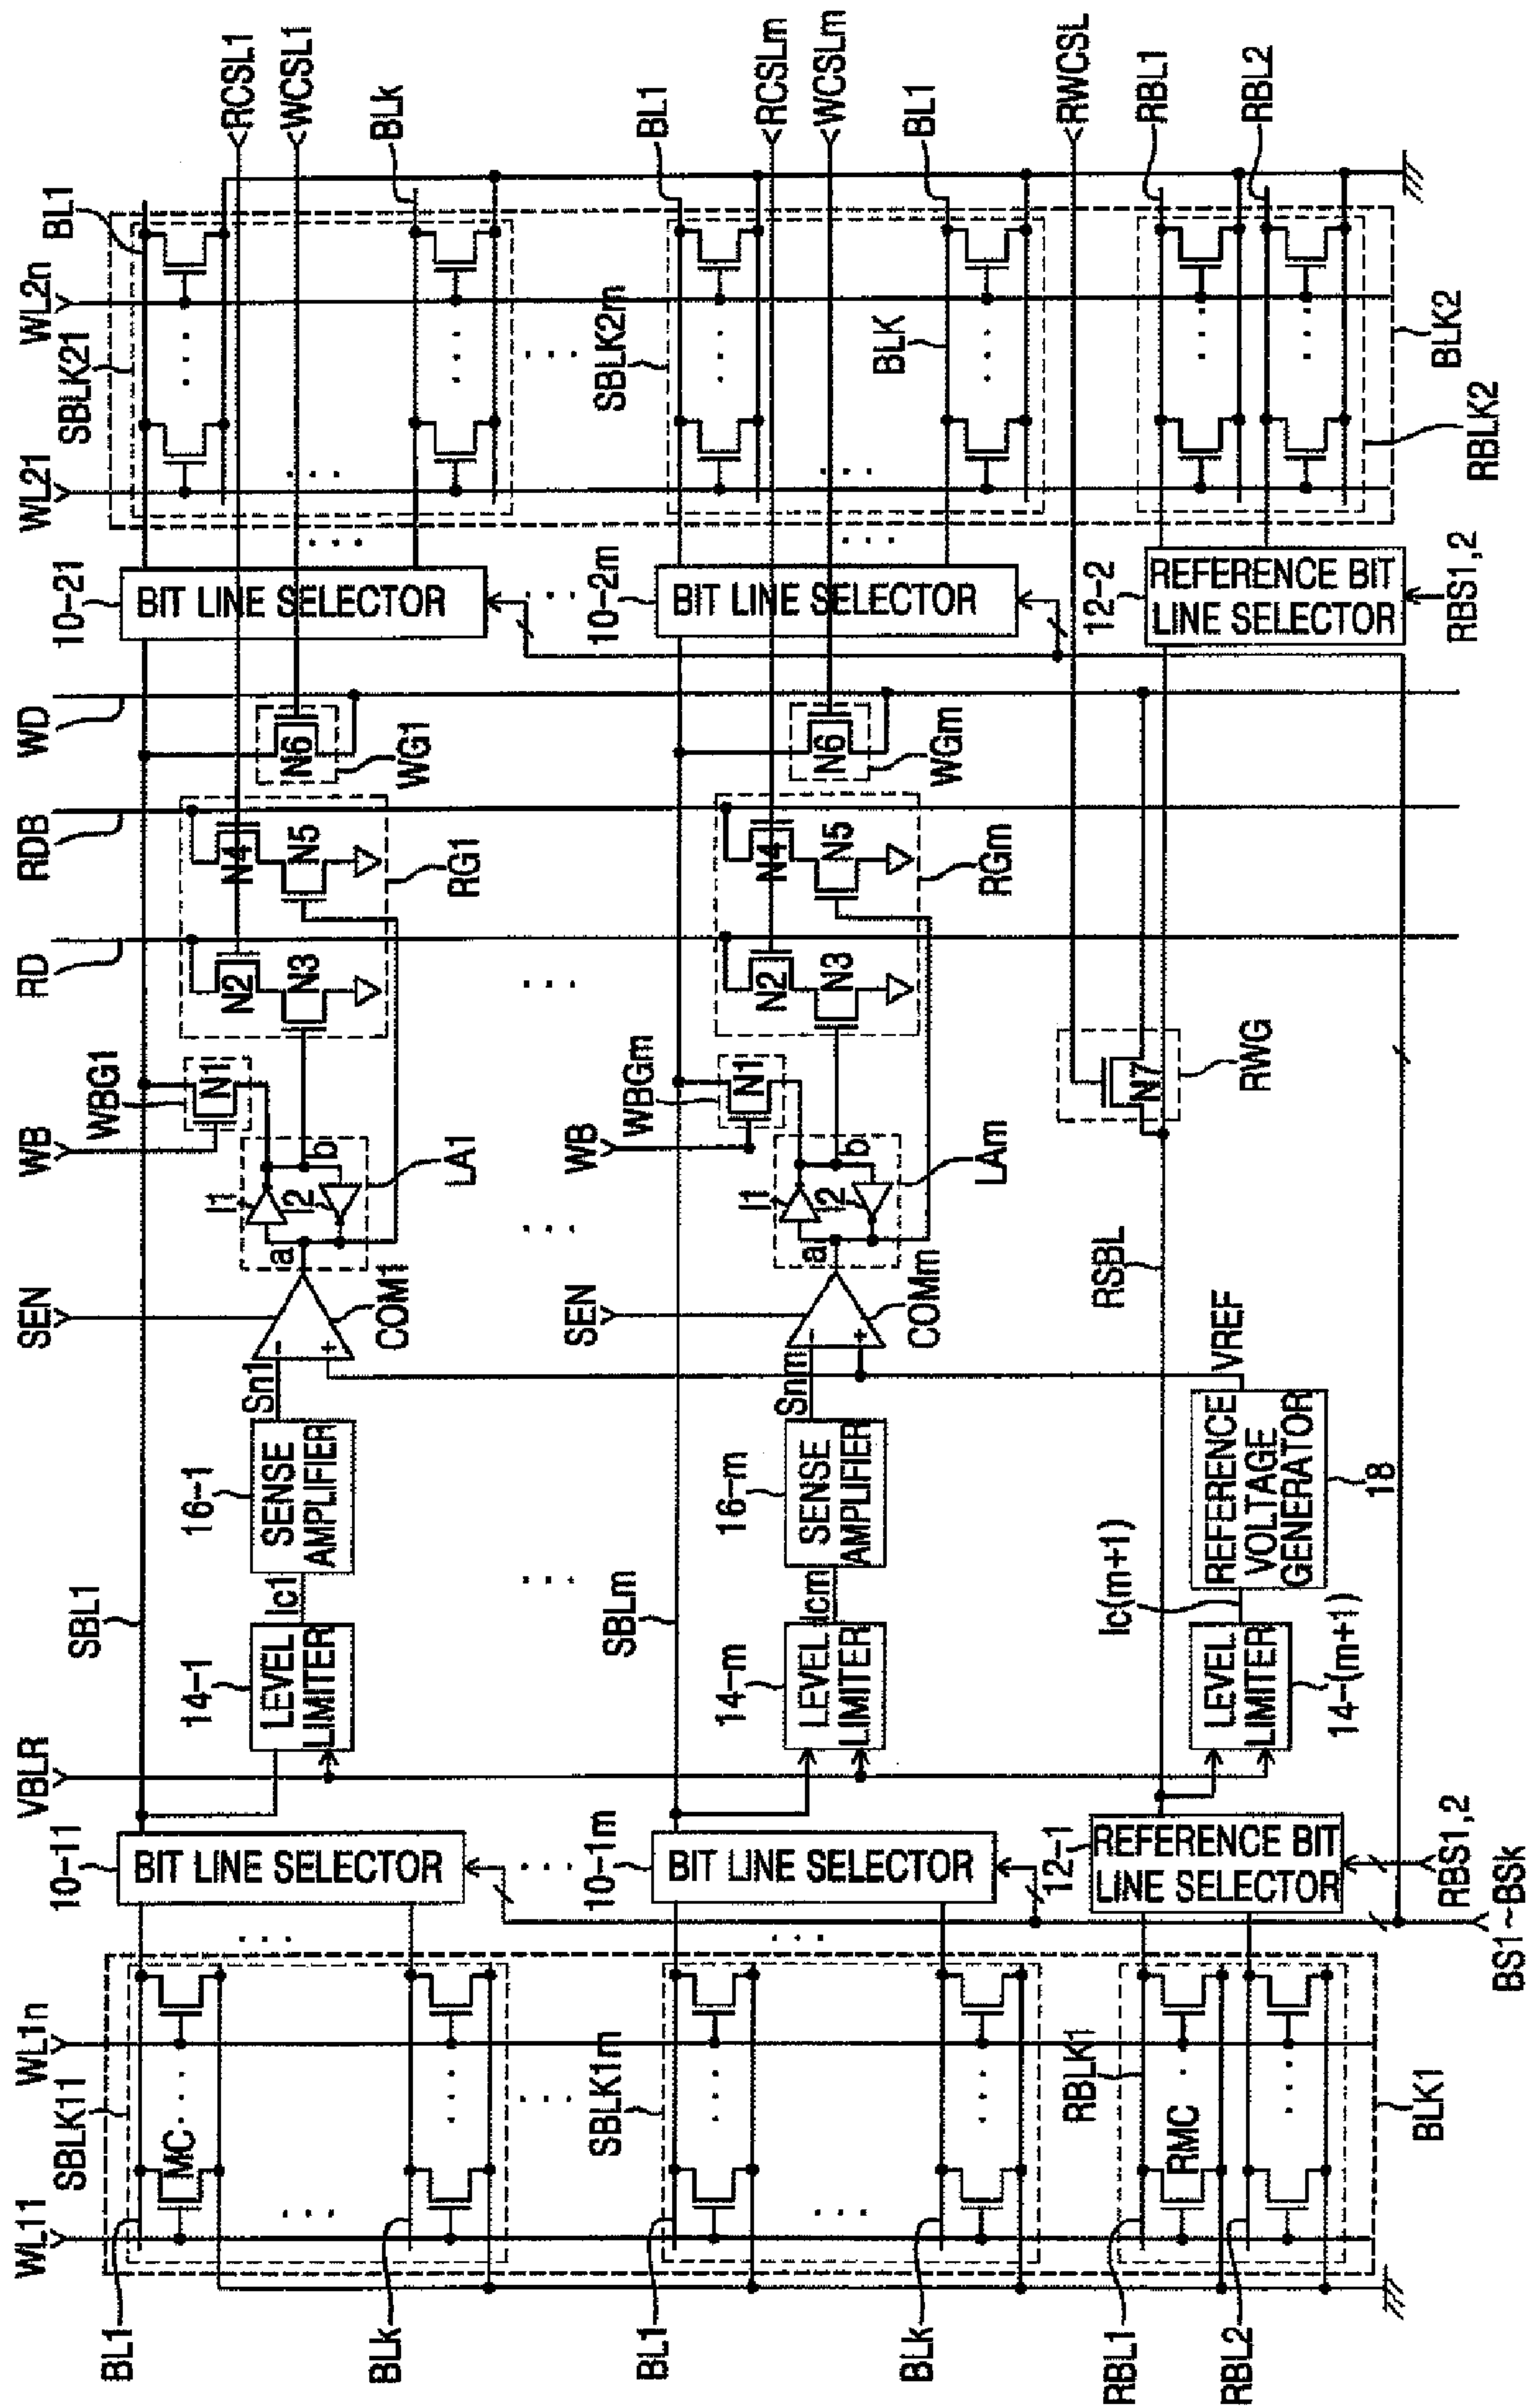 WL11
WL1n
VBLR
SEN
WB
RD
RDB
WD
WL21
WL2n
SBLK11
SBL1
WBG1
SBLK21
BL1
BL1
MC
10-11
BIT LINE SELECTOR
14-1
LEVEL
LIMITER
Ic1
16-1
SENSE
AMPLIFIER
Sn1
-
+
COM1
a
I1
I2
b
LA1
N1
N2
N3
N4
N5
RG1
N6
WG1
10-21
BIT LINE SELECTOR
RCSL1
WCSL1
BLk
BLk
SBLK1m
SBLm
SEN
WB
WBGm
SBLK2m
BL1
BL1
10-1m
BIT LINE SELECTOR
14-m
LEVEL
LIMITER
Icm
16-m
SENSE
AMPLIFIER
Snm
-
+
COMm
a
I1
I2
b
LAm
N1
N2
N3
N4
N5
RGm
N6
WGm
10-2m
BIT LINE SELECTOR
RCSLm
WCSLm
BLk
BLK
BL1
RWCSL
RBLK1
RBL1
RMC
RBL2
12-1
REFERENCE BIT
LINE SELECTOR
RSBL
N7
RWG
12-2
REFERENCE BIT
LINE SELECTOR
RBL1
RBL2
Ic(m+1)
LEVEL
LIMITER
14-(m+1)
REFERENCE
VOLTAGE
GENERATOR
18
VREF
BLK1
RBS1,2
BS1~BSk
RBS1,2
RBLK2
BLK2